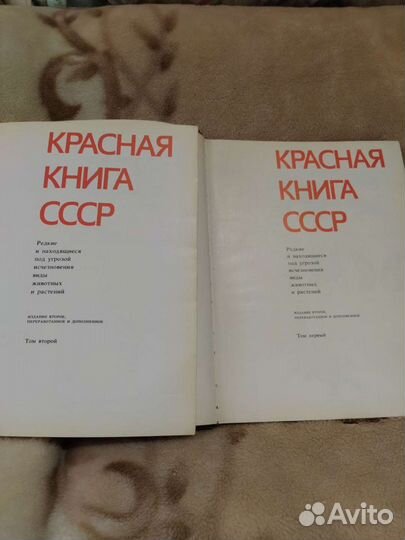 КРАСНАЯ
КНИГА
СССР
Редкие
и находящиеся
под угрозой
исчезновения
виды
животных
и растений
ИЗДАНИЕ ВТОРОЕ,
ПЕРЕРАБОТАННОЕ И ДОПОЛНЕННОЕ
Том второй
КРАСНАЯ
КНИГА
СССР
Редкие
и находящиеся
под угрозой
исчезновения
виды
животных
и растений
ИЗДАНИЕ ВТОРОЕ,
ПЕРЕРАБОТАННОЕ И ДОПОЛНЕННОЕ
Том первый
Avito